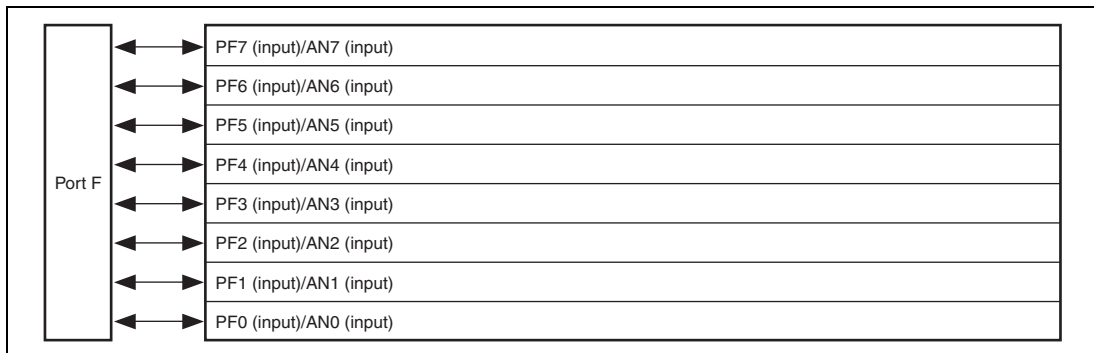 Port F
PF7 (input)/AN7 (input)
PF6 (input)/AN6 (input)
PF5 (input)/AN5 (input)
PF4 (input)/AN4 (input)
PF3 (input)/AN3 (input)
PF2 (input)/AN2 (input)
PF1 (input)/AN1 (input)
PF0 (input)/AN0 (input)